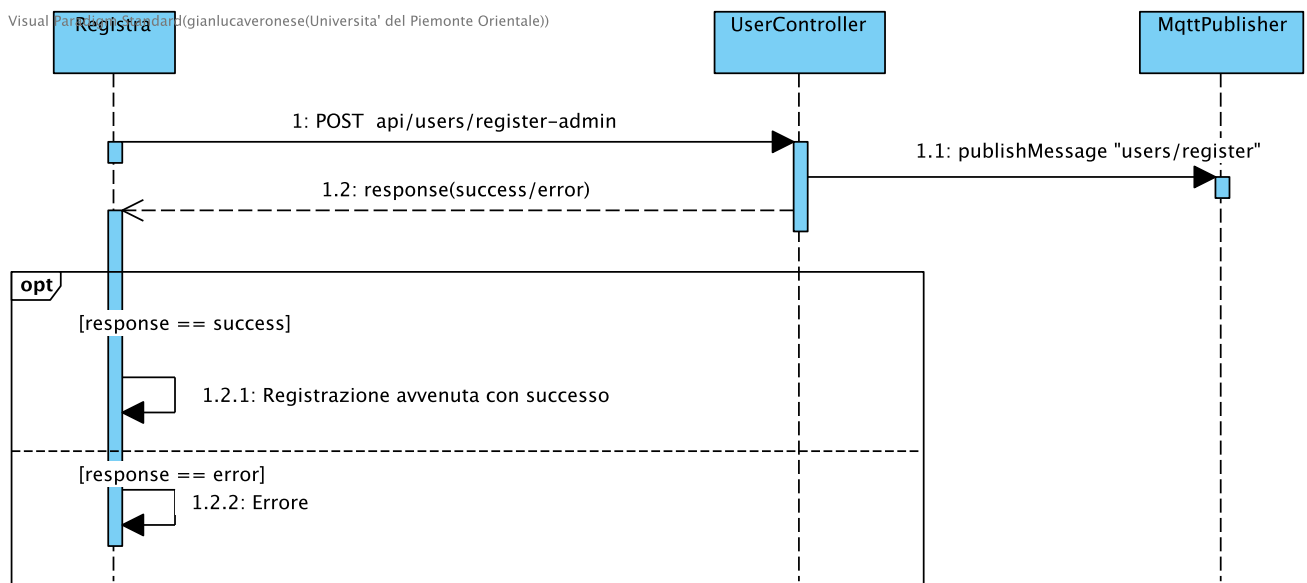 Visual Paradigm Standard(gianlucaveronese(Universita' del Piemonte Orientale))
Registra
UserController
MqttPublisher
1: POST api/users/register-admin
1.1: publishMessage "users/register"
1.2: response(success/error)
opt
[response == success]
1.2.1: Registrazione avvenuta con successo
[response == error]
1.2.2: Errore